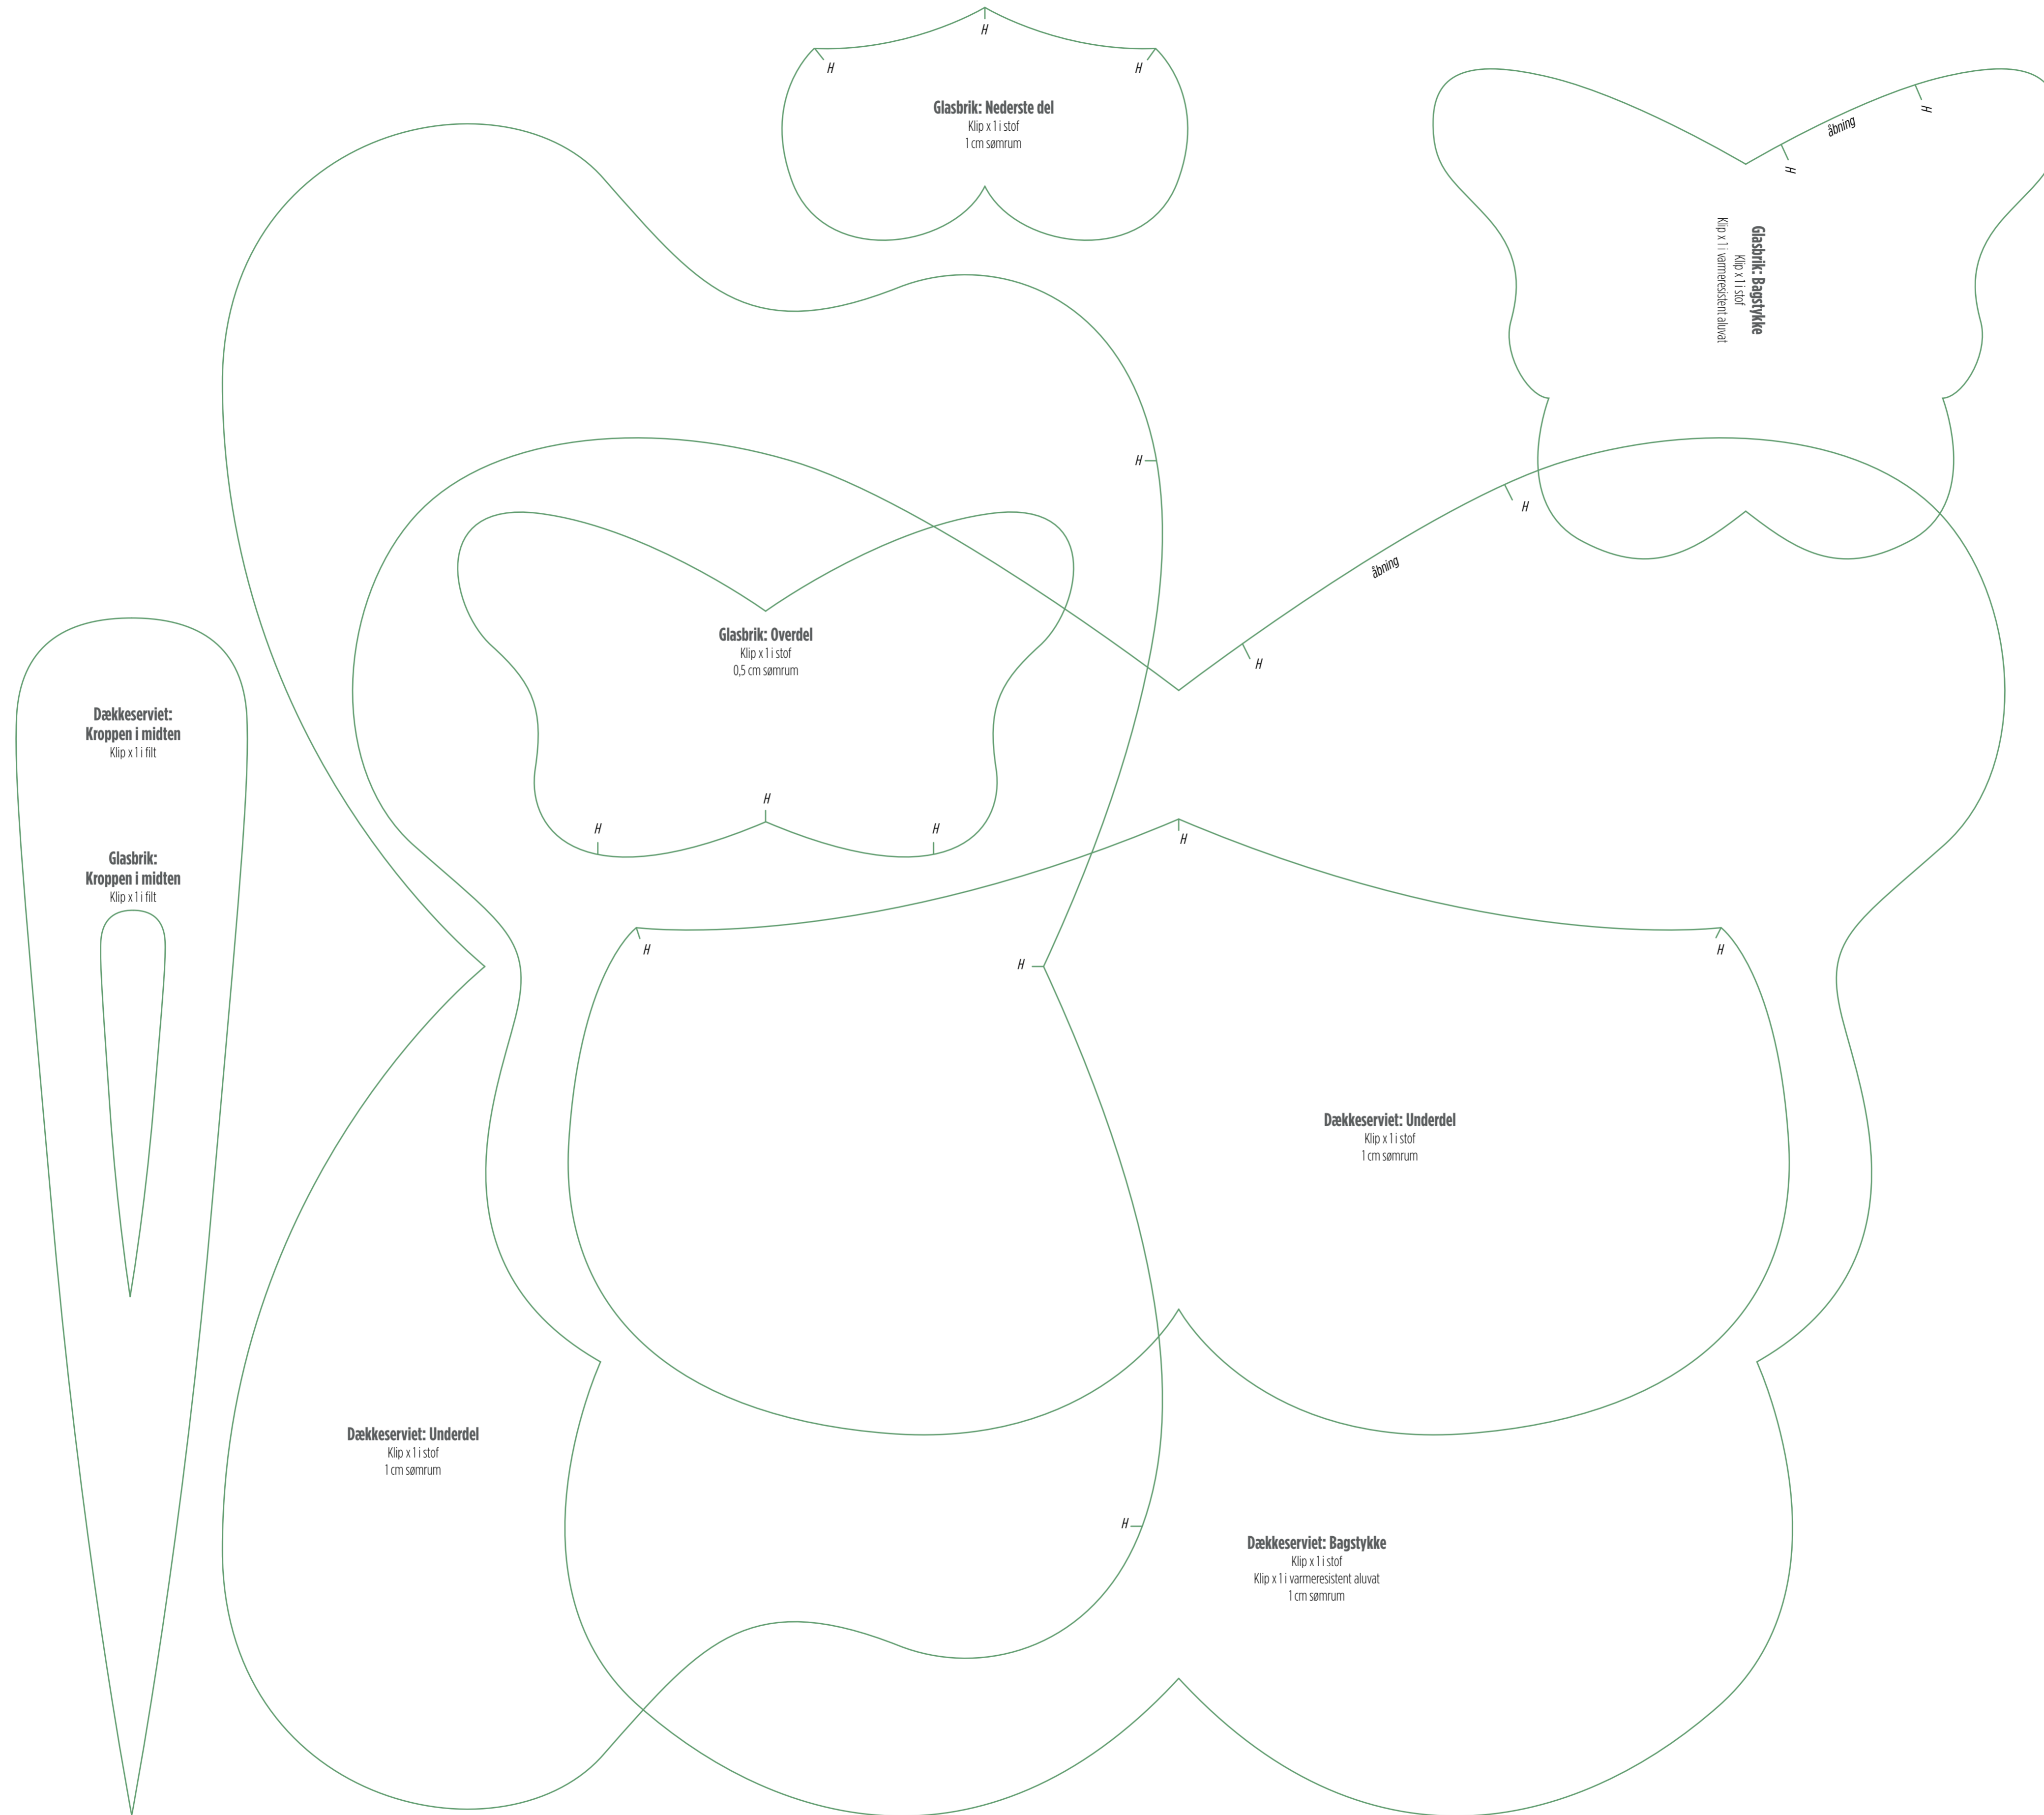 H
H
H
Glasbrik: Nederste del
Klip x 1 i stof
1 cm sømrum
H
åbning
H
Glasbrik: Bagstykke
Klip x 1 i stof
Klip x 1 i varmeresistent aluvat
H
H
åbning
H
Glasbrik: Overdel
Klip x 1 i stof
0,5 cm sømrum
H
H
H
Dækkeserviet:
Kroppen i midten
Klip x 1 i filt
Glasbrik:
Kroppen i midten
Klip x 1 i filt
H
H
H
H
Dækkeserviet: Underdel
Klip x 1 i stof
1 cm sømrum
Dækkeserviet: Underdel
Klip x 1 i stof
1 cm sømrum
H
Dækkeserviet: Bagstykke
Klip x 1 i stof
Klip x 1 i varmeresistent aluvat
1 cm sømrum